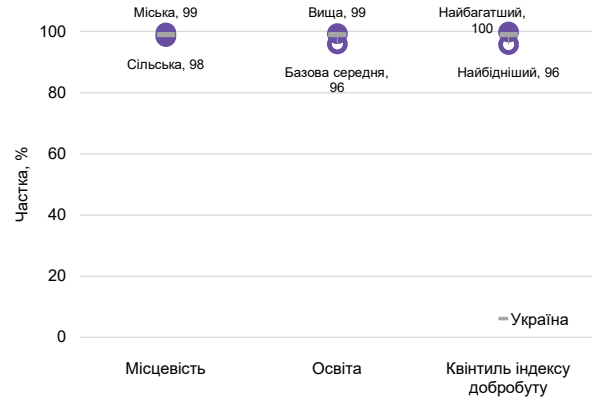 Міська, 99
Вища, 99
Найбагатший,
100
100
Сільська, 98
Базова середня,
96
Найбідніший, 96
80
60
40
20
0
Частка, %
Україна
Місцевість
Освіта
Квінтиль індексу
добробуту